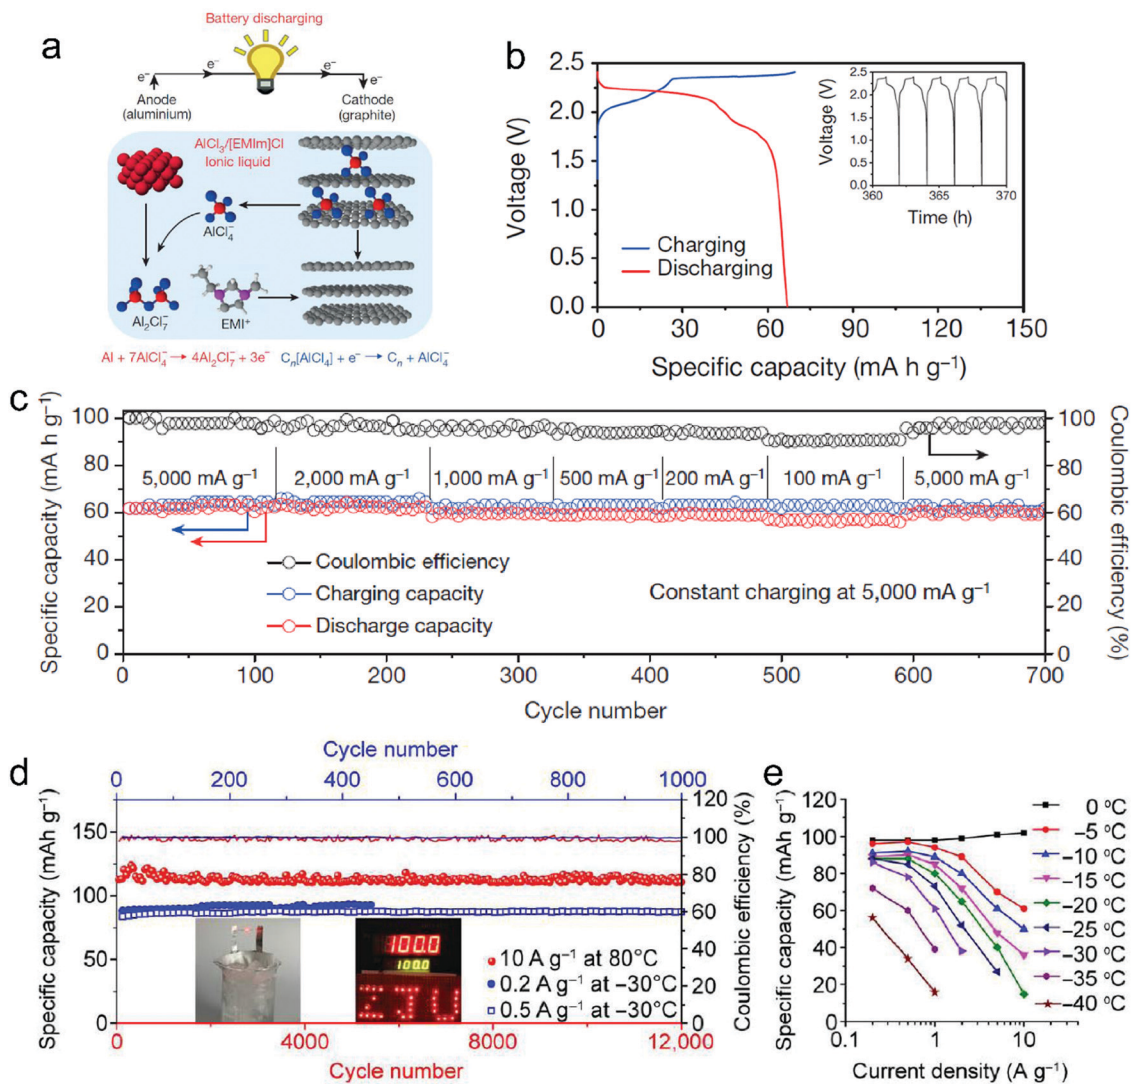 a
Battery discharging
e⁻ e⁻ e⁻ e⁻
Anode
(aluminium)
Cathode
(graphite)
AlCl₃/[EMIm]Cl
Ionic liquid
AlCl₄⁻
Al₂Cl₇⁻
EMI⁺
Al + 7AlCl₄⁻ → 4Al₂Cl₇⁻ + 3e⁻
Cₙ[AlCl₄] + e⁻ → Cₙ + AlCl₄⁻
b
Voltage (V)
2.5
2.0
1.5
1.0
0.5
0.0
2.5
2.0
1.5
1.0
0.5
0.0
Voltage (V)
360 365 370
Time (h)
Charging
Discharging
0 30 60 90 120 150
Specific capacity (mA h g⁻¹)
c
Specific capacity (mA h g⁻¹)
100
80
60
40
20
0
5,000 mA g⁻¹
2,000 mA g⁻¹
1,000 mA g⁻¹
500 mA g⁻¹
200 mA g⁻¹
100 mA g⁻¹
5,000 mA g⁻¹
Coulombic efficiency
Charging capacity
Discharge capacity
Constant charging at 5,000 mA g⁻¹
100
80
60
40
20
0
Coulombic efficiency (%)
0 100 200 300 400 500 600 700
Cycle number
d
Cycle number
0 200 400 600 800 1000
Specific capacity (mAh g⁻¹)
150
100
50
0
120
100
80
60
40
20
0
Coulombic efficiency (%)
100.0
100.0
10 A g⁻¹ at 80°C
0.2 A g⁻¹ at −30°C
0.5 A g⁻¹ at −30°C
4000 8000 12,000
Cycle number
e
Specific capacity (mAh g⁻¹)
120
100
80
60
40
20
0
0 °C
−5 °C
−10 °C
−15 °C
−20 °C
−25 °C
−30 °C
−35 °C
−40 °C
0.1 1 10
Current density (A g⁻¹)